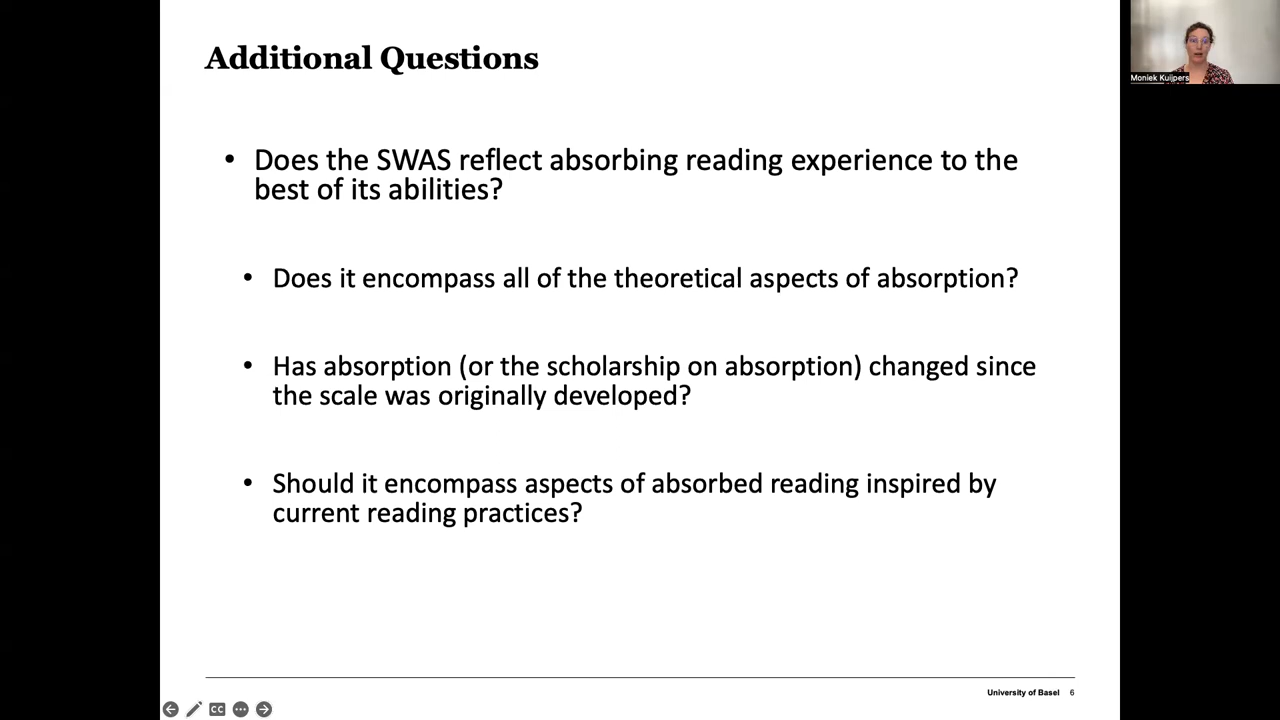 Additional Questions
Moniek Kuijpers
• Does the SWAS reflect absorbing reading experience to the
best of its abilities?
• Does it encompass all of the theoretical aspects of absorption?
• Has absorption (or the scholarship on absorption) changed since
the scale was originally developed?
• Should it encompass aspects of absorbed reading inspired by
current reading practices?
University of Basel 6
CC